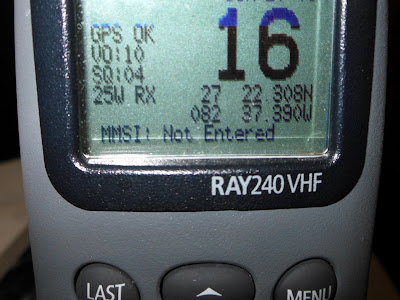 GPS OK
16
VO:10
SQ:04
25W RX 27 22.308N
082 37.390W
MMSI: Not Entered
RAY240 VHF
LAST
MENU